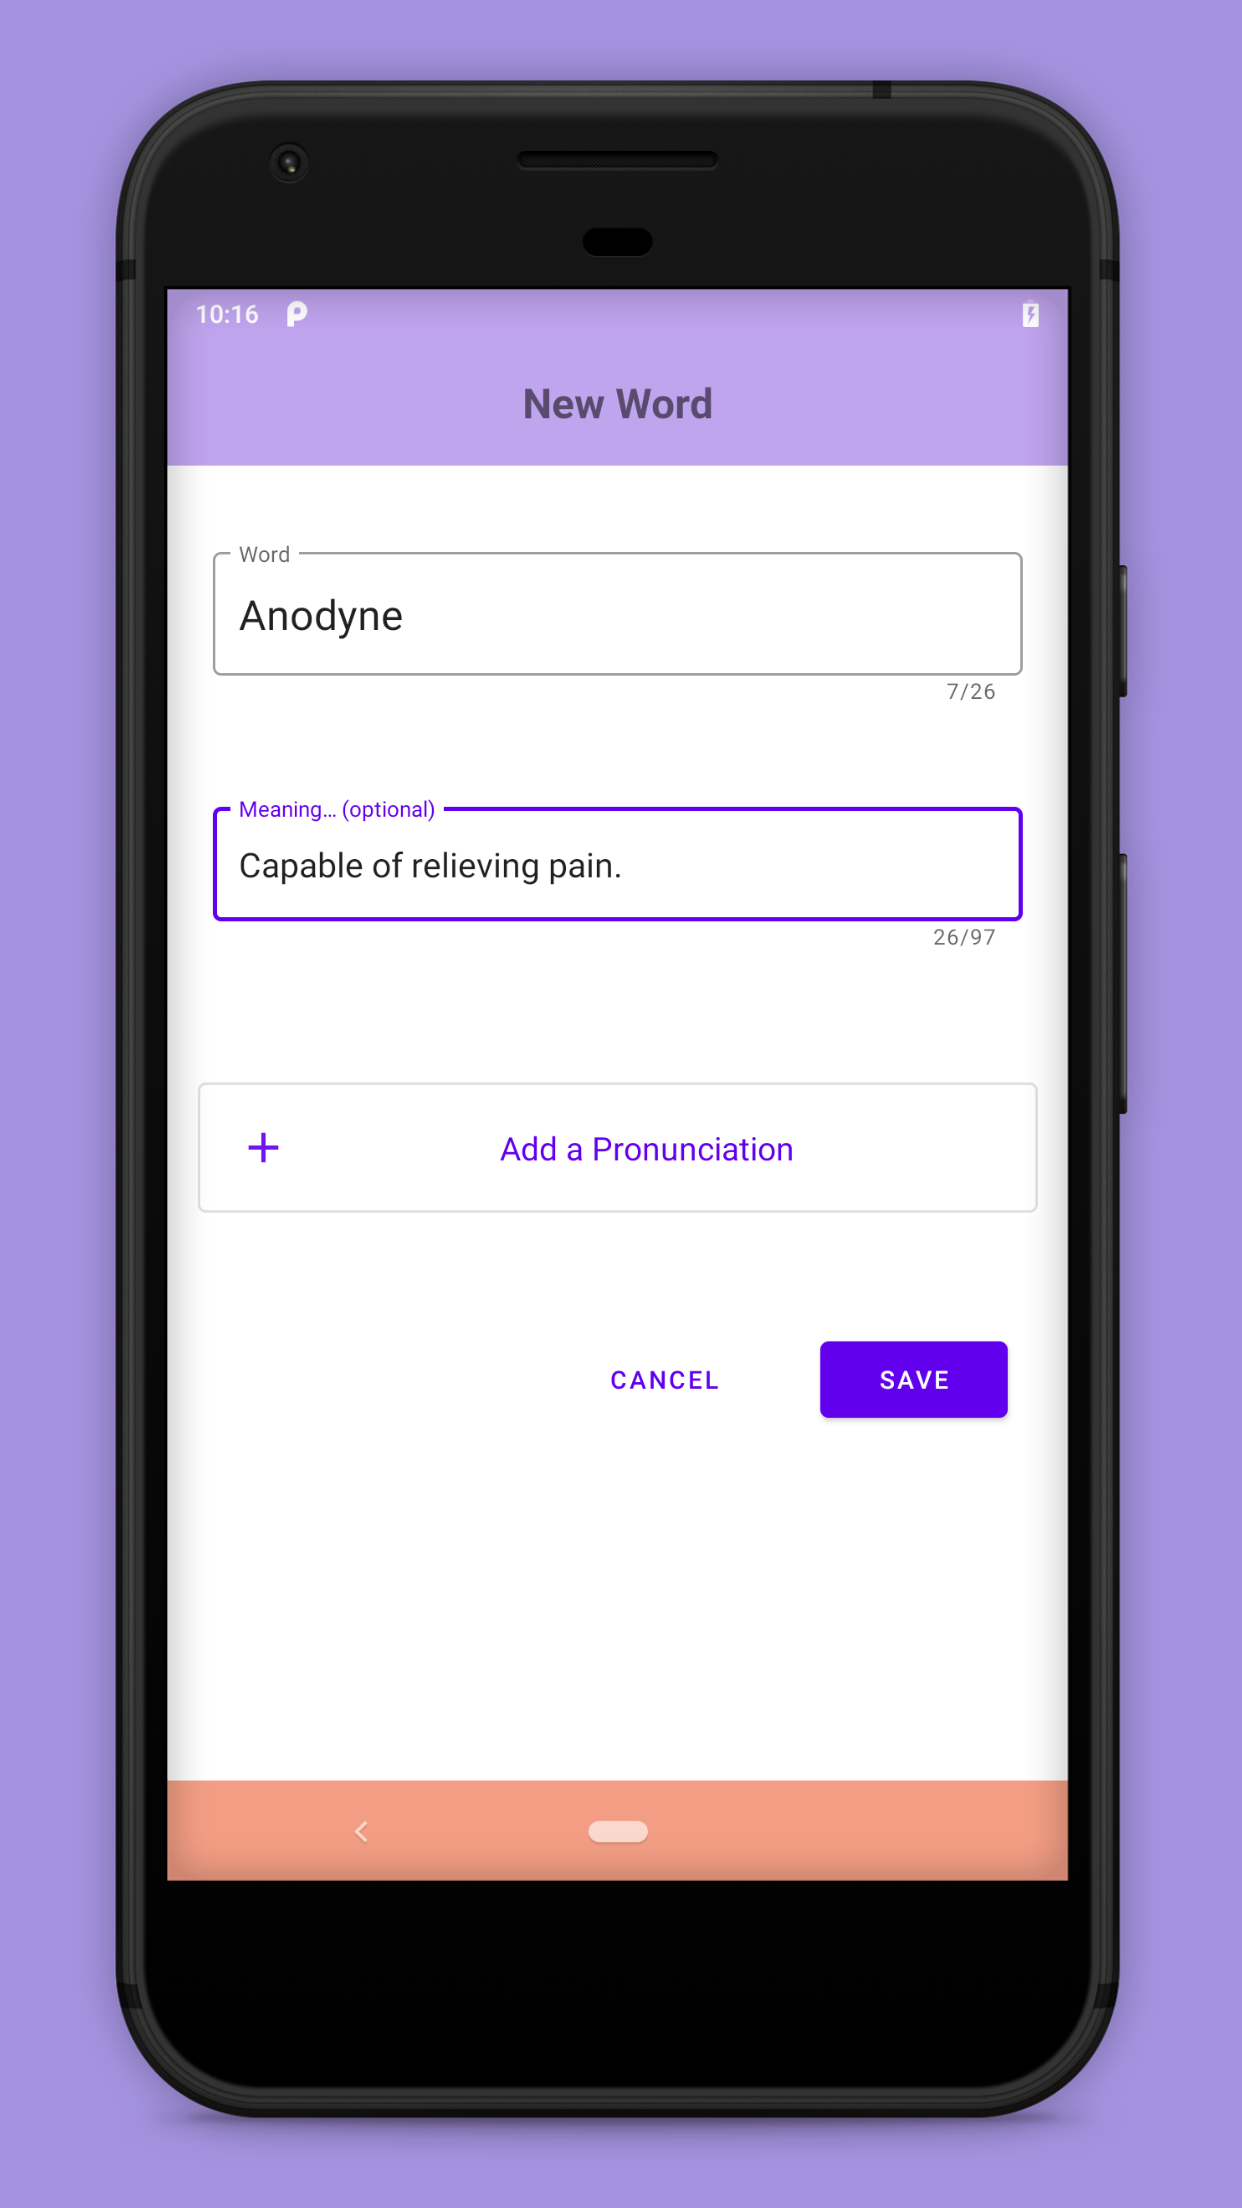 10:16
New Word
Word
Anodyne
7/26
Meaning... (optional)
Capable of relieving pain.
26/97
Add a Pronunciation
CANCEL
SAVE